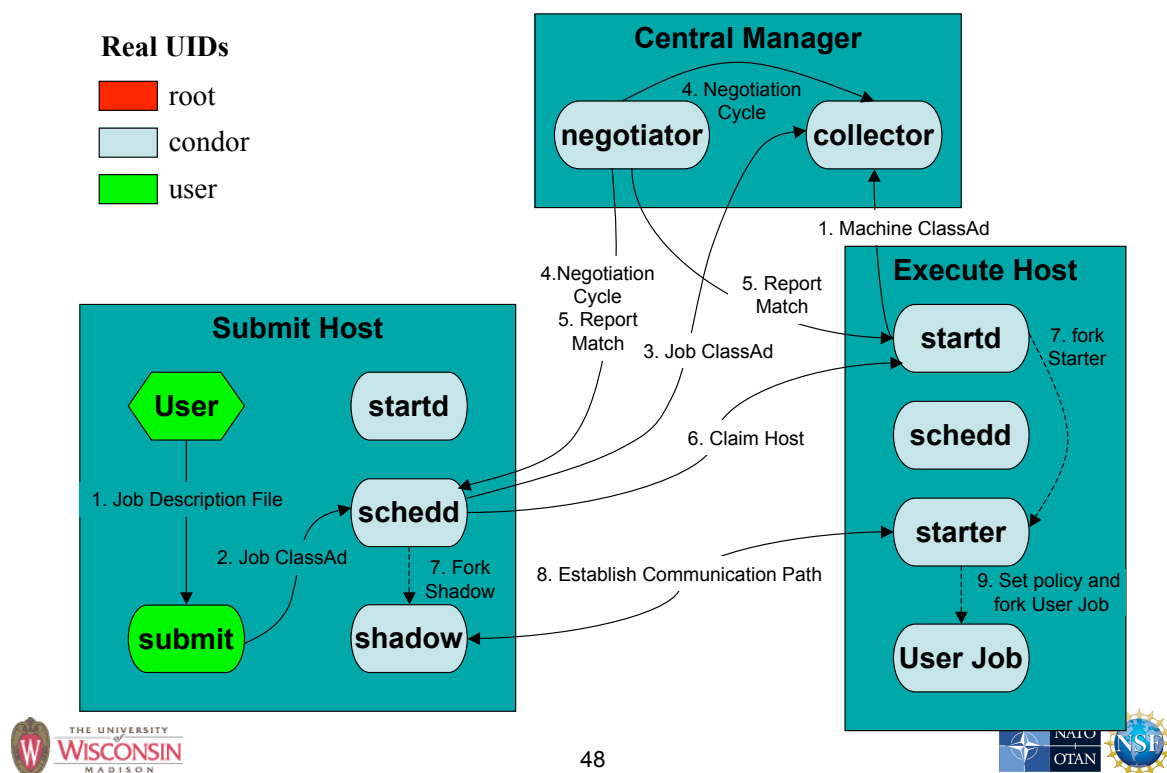 Real UIDs
root
condor
user
Central Manager
4. Negotiation
Cycle
negotiator
collector
1. Machine ClassAd
Execute Host
4.Negotiation
Cycle
5. Report
Match
5. Report
Match
3. Job ClassAd
startd
7. fork
Starter
schedd
6. Claim Host
starter
9. Set policy and
fork User Job
User Job
Submit Host
User
startd
1. Job Description File
schedd
2. Job ClassAd
7. Fork
Shadow
8. Establish Communication Path
submit
shadow
THE UNIVERSITY
of
WISCONSIN
MADISON
48
NATO
OTAN
NSF